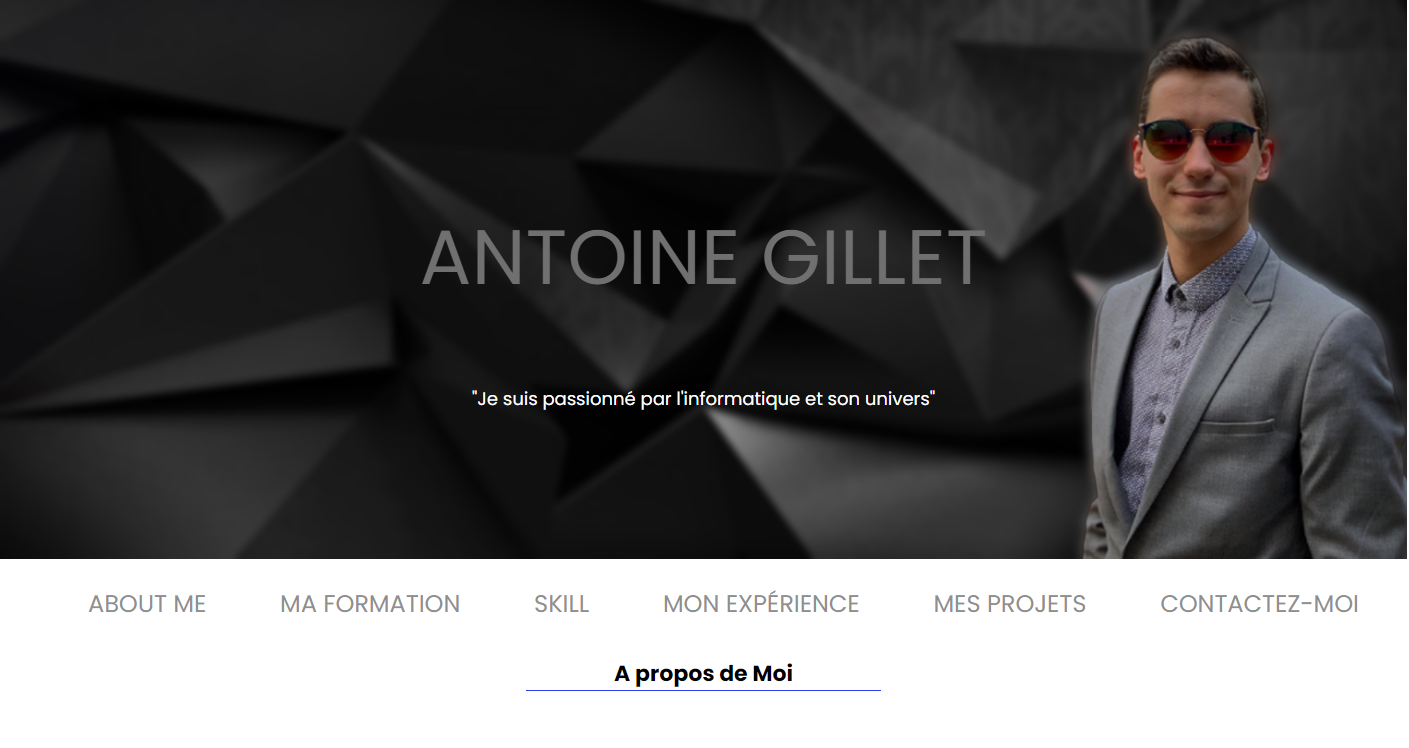 ANTOINE GILLET
"Je suis passionné par l'informatique et son univers"
ABOUT ME MA FORMATION SKILL MON EXPÉRIENCE MES PROJETS CONTACTEZ-MOI
A propos de Moi